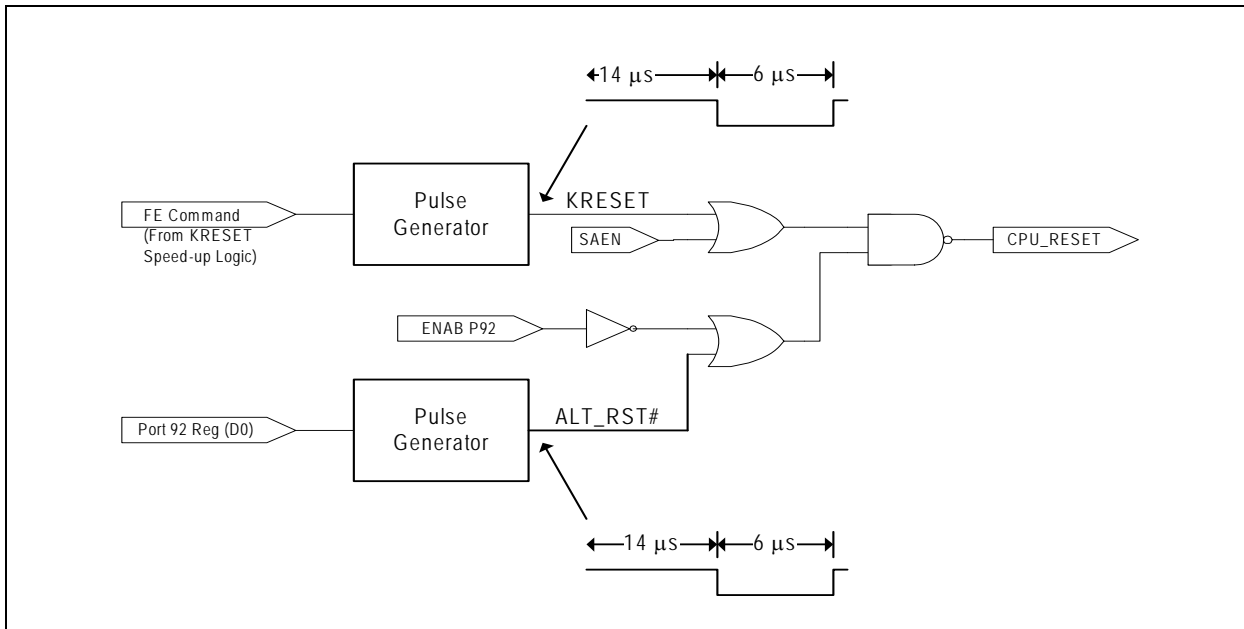 14 µs
6 µs
FE Command
(From KRESET
Speed-up Logic)
Pulse
Generator
KRESET
SAEN
CPU_RESET
ENAB P92
Port 92 Reg (D0)
Pulse
Generator
ALT_RST#
14 µs
6 µs